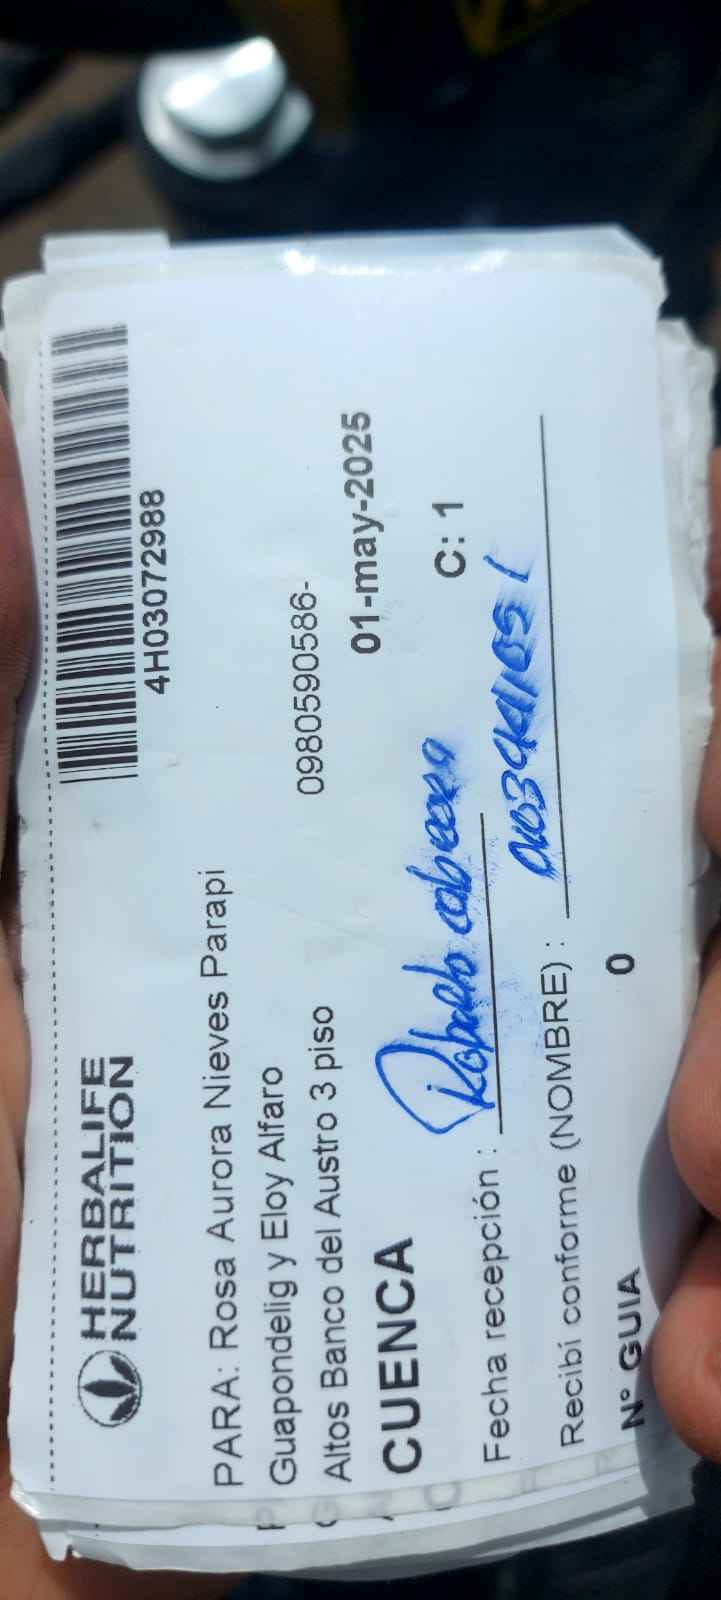 HERBALIFE
NUTRITION
4H03072988
PARA: Rosa Aurora Nieves Parapi
Guapondelig y Eloy Alfaro
0980590586-
Altos Banco del Austro 3 piso
01-may-2025
CUENCA
C: 1
Fecha recepción :
Recibí conforme (NOMBRE) :
N° GUIA 0